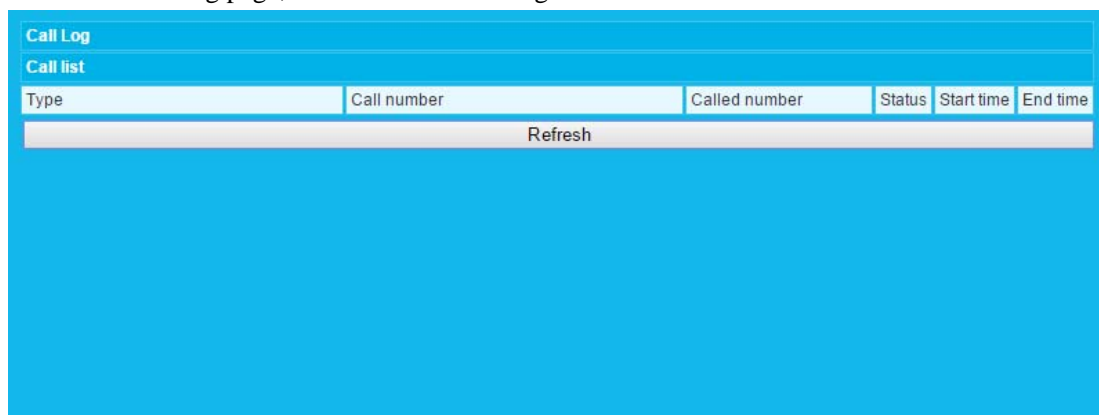 Call Log
Call list
Type Call number Called number Status Start time End time
Refresh